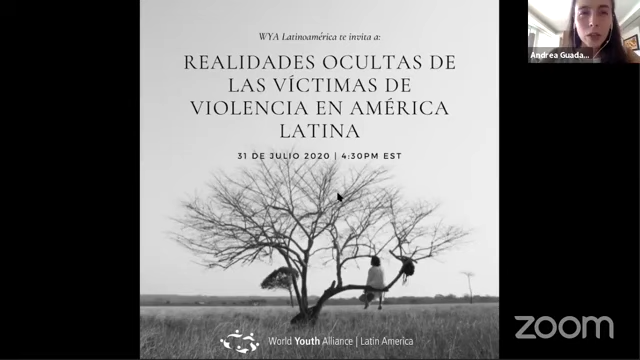 WYA Latinoamérica te invita a:
REALIDADES OCULTAS DE
LAS VÍCTIMAS DE
VIOLENCIA EN AMÉRICA
LATINA
31 DE JULIO 2020 | 4:30PM EST
World Youth Alliance | Latin America
Andrea Guada...
zoom